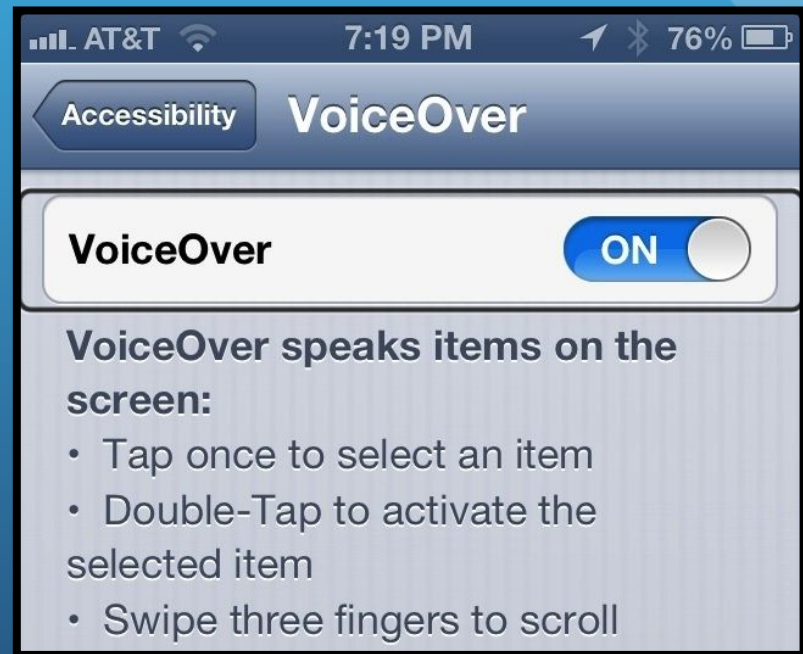 AT&T 7:19 PM 76%
Accessibility VoiceOver
VoiceOver ON
VoiceOver speaks items on the
screen:
• Tap once to select an item
• Double-Tap to activate the
selected item
• Swipe three fingers to scroll